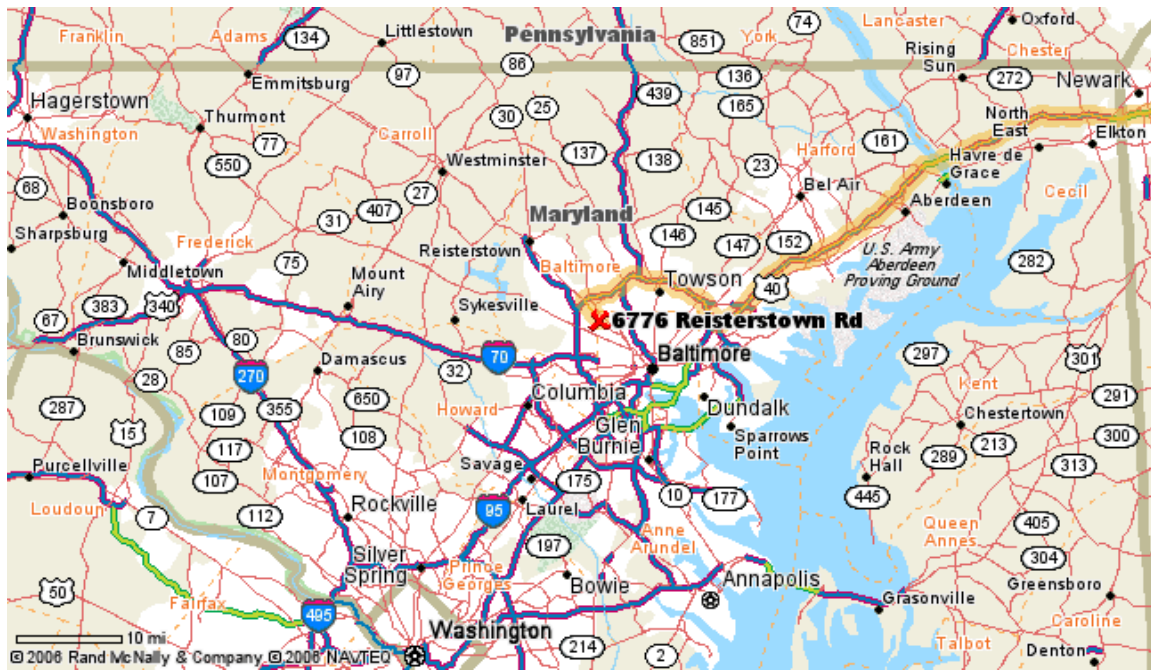 Franklin
Adams
134
Littlestown
Pennsylvania
74
Lancaster
Oxford
York
851
Rising
Sun
Chester
97
86
136
272
Newark
Emmitsburg
439
165
Hagerstown
25
30
North
East
Washington
Thurmont
77
Carroll
137
138
161
Elkton
550
Westminster
23
Harford
Havre de
Grace
68
27
Bel Air
Cecil
Boonsboro
407
31
Maryland
145
Aberdeen
Sharpsburg
Frederick
Reisterstown
146
147
152
U.S. Army
Aberdeen
Proving Ground
282
75
Baltimore
Towson
Middletown
Mount
Airy
40
383
340
Sykesville
6776 Reisterstown Rd
67
80
Baltimore
297
301
Brunswick
85
Damascus
32
70
28
270
Columbia
Kent
291
287
109
355
650
Howard
Dundalk
Chestertown
15
117
108
Glen
Burnie
Sparrows
Point
213
300
Purcellville
107
Montgomery
Savage
175
Rock
Hall
289
313
Loudoun
7
112
Rockville
95
Laurel
10
177
445
Queen
Annes
405
Silver
Spring
197
Anne
Arundel
304
Prince
Georges
Bowie
Annapolis
Greensboro
50
Fairfax
495
Grasonville
Caroline
10 mi
Washington
214
2
Talbot
Denton
© 2006 Rand McNally & Company © 2006 NAVTEQ